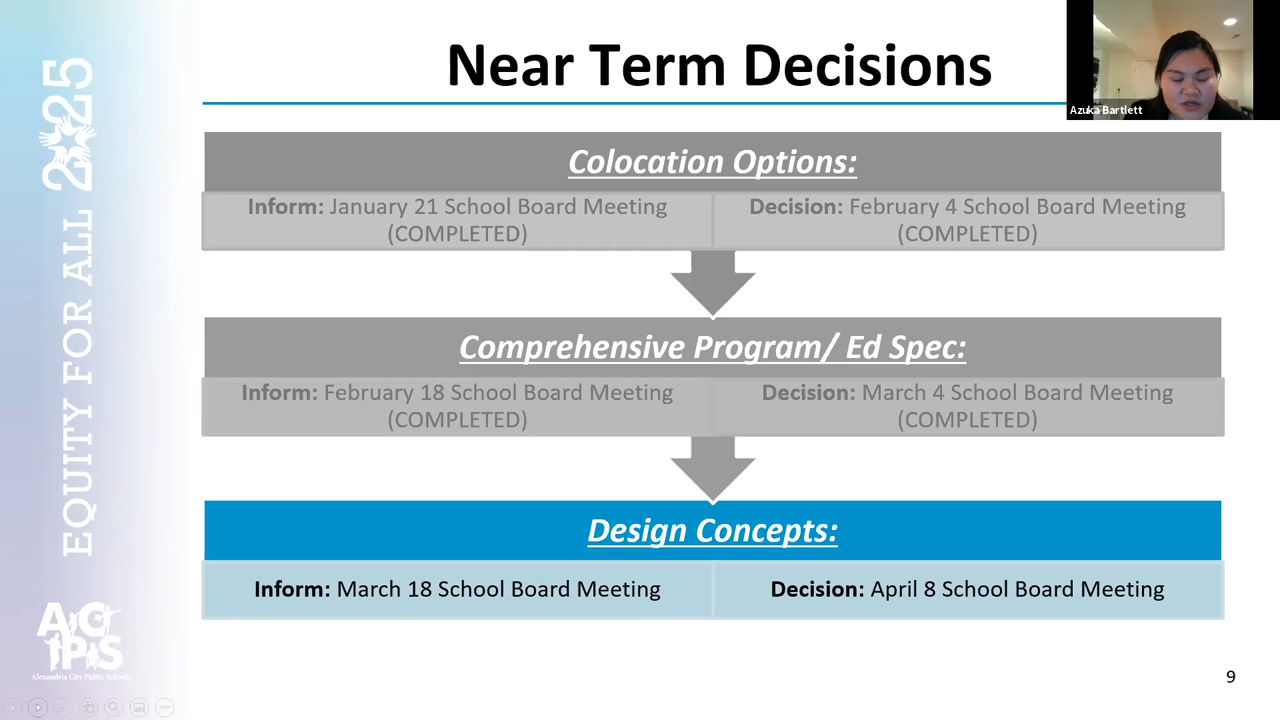 Near Term Decisions
Azuka Bartlett
EQUITY FOR ALL 2025
Colocation Options:
Inform: January 21 School Board Meeting
(COMPLETED)
Decision: February 4 School Board Meeting
(COMPLETED)
Comprehensive Program/ Ed Spec:
Inform: February 18 School Board Meeting
(COMPLETED)
Decision: March 4 School Board Meeting
(COMPLETED)
Design Concepts:
Inform: March 18 School Board Meeting
Decision: April 8 School Board Meeting
ACPS
Alexandria City Public Schools
9